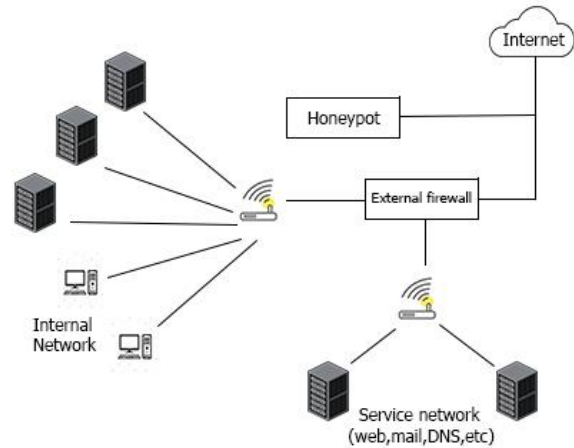 Internet
Honeypot
External firewall
Internal
Network
Service network
(web,mail,DNS,etc)